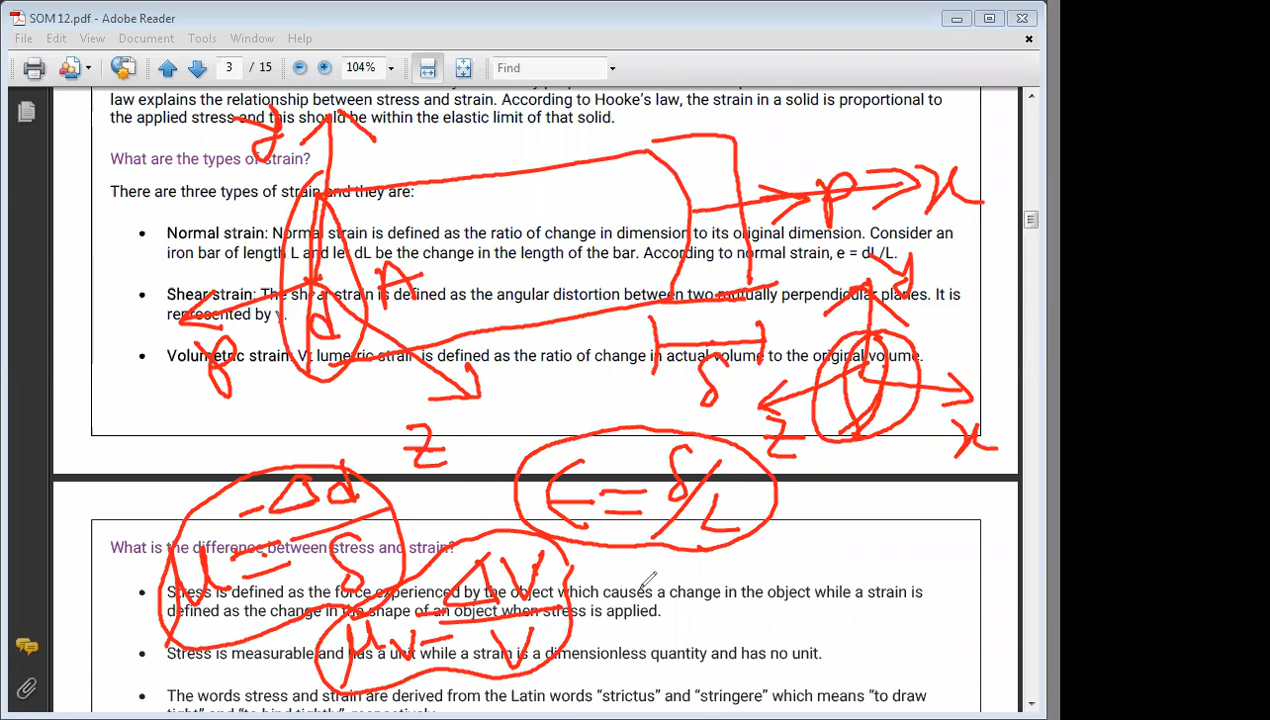 SOM 12.pdf - Adobe Reader
File Edit View Document Tools Window Help
3 / 15 104% Find
law explains the relationship between stress and strain. According to Hooke's law, the strain in a solid is proportional to
the applied stress and this should be within the elastic limit of that solid.
What are the types of strain?
There are three types of strain and they are:
• Normal strain: Normal strain is defined as the ratio of change in dimension to its original dimension. Consider an
iron bar of length L and let dL be the change in the length of the bar. According to normal strain, e = dL/L.
• Shear strain: The shear strain is defined as the angular distortion between two mutually perpendicular planes. It is
represented by γ.
• Volumetric strain: Volumetric strain is defined as the ratio of change in actual volume to the original volume.
y
P x
A
d
P
δ
y
z
z
x
ϵ = δ/L
μ = -Δd/δ
μv = ΔV/V
What is the difference between stress and strain?
• Stress is defined as the force experienced by the object which causes a change in the object while a strain is
defined as the change in the shape of an object when stress is applied.
• Stress is measurable and has a unit while a strain is a dimensionless quantity and has no unit.
• The words stress and strain are derived from the Latin words “strictus” and “stringere” which means “to draw
tight” and “to bind tightly”, respectively.